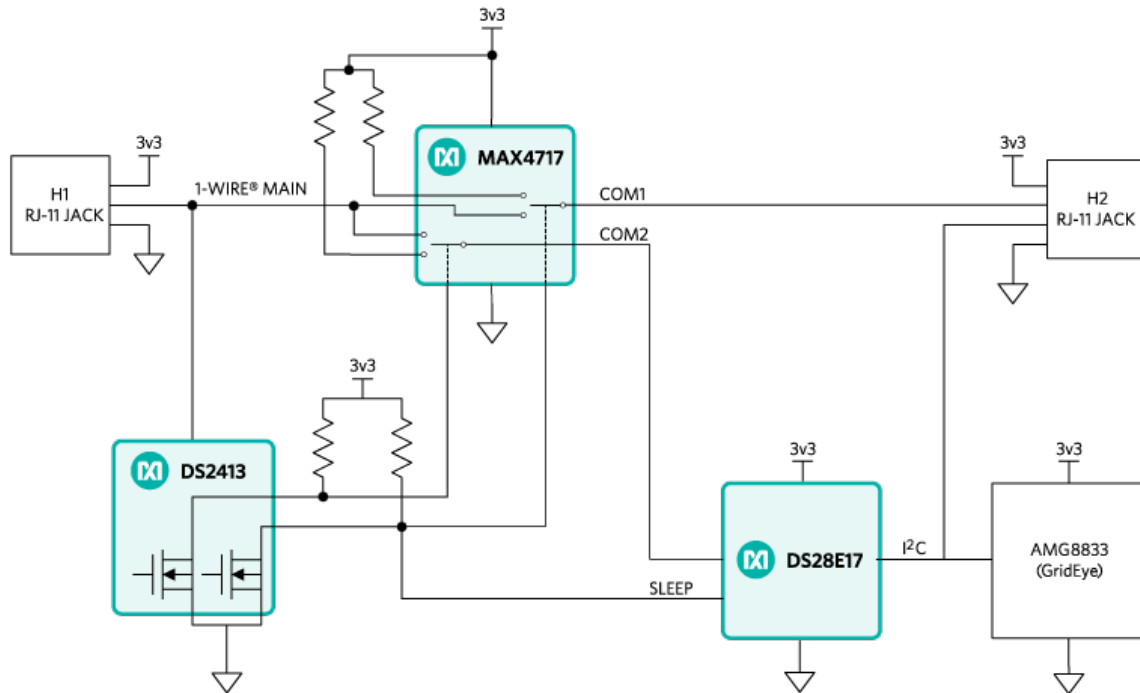 3v3
MAX4717
3v3
H1
RJ-11 JACK
1-WIRE® MAIN
COM1
COM2
3v3
H2
RJ-11 JACK
3v3
DS2413
3v3
3v3
DS28E17
I²C
AMG8833
(GridEye)
SLEEP